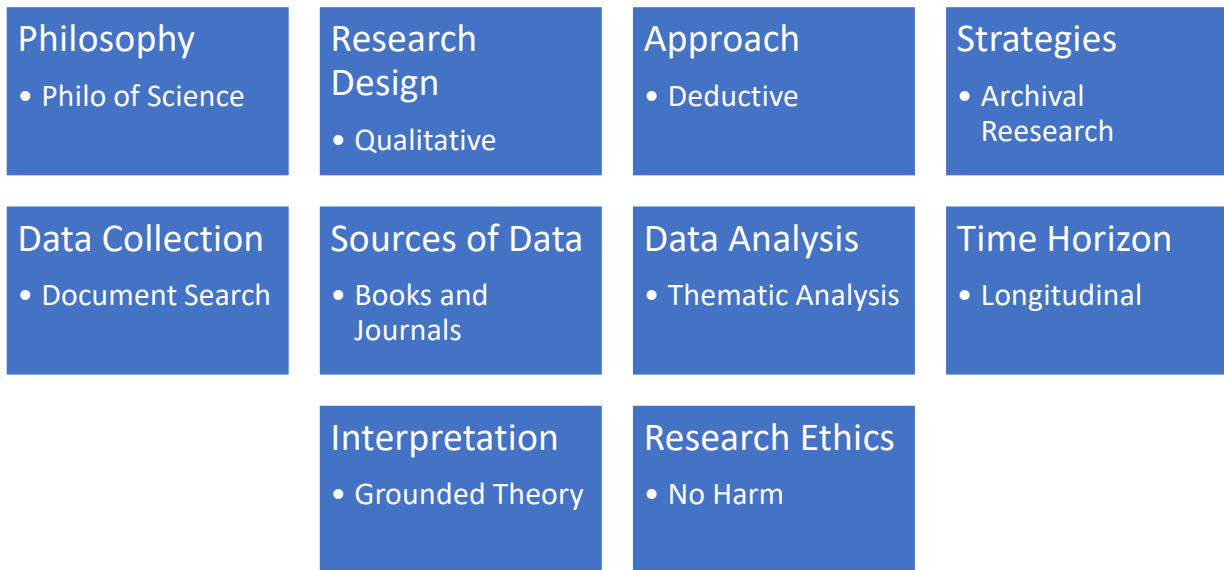 Philosophy
• Philo of Science
Research
Design
• Qualitative
Approach
• Deductive
Strategies
• Archival
Reesearch
Data Collection
• Document Search
Sources of Data
• Books and
Journals
Data Analysis
• Thematic Analysis
Time Horizon
• Longitudinal
Interpretation
• Grounded Theory
Research Ethics
• No Harm